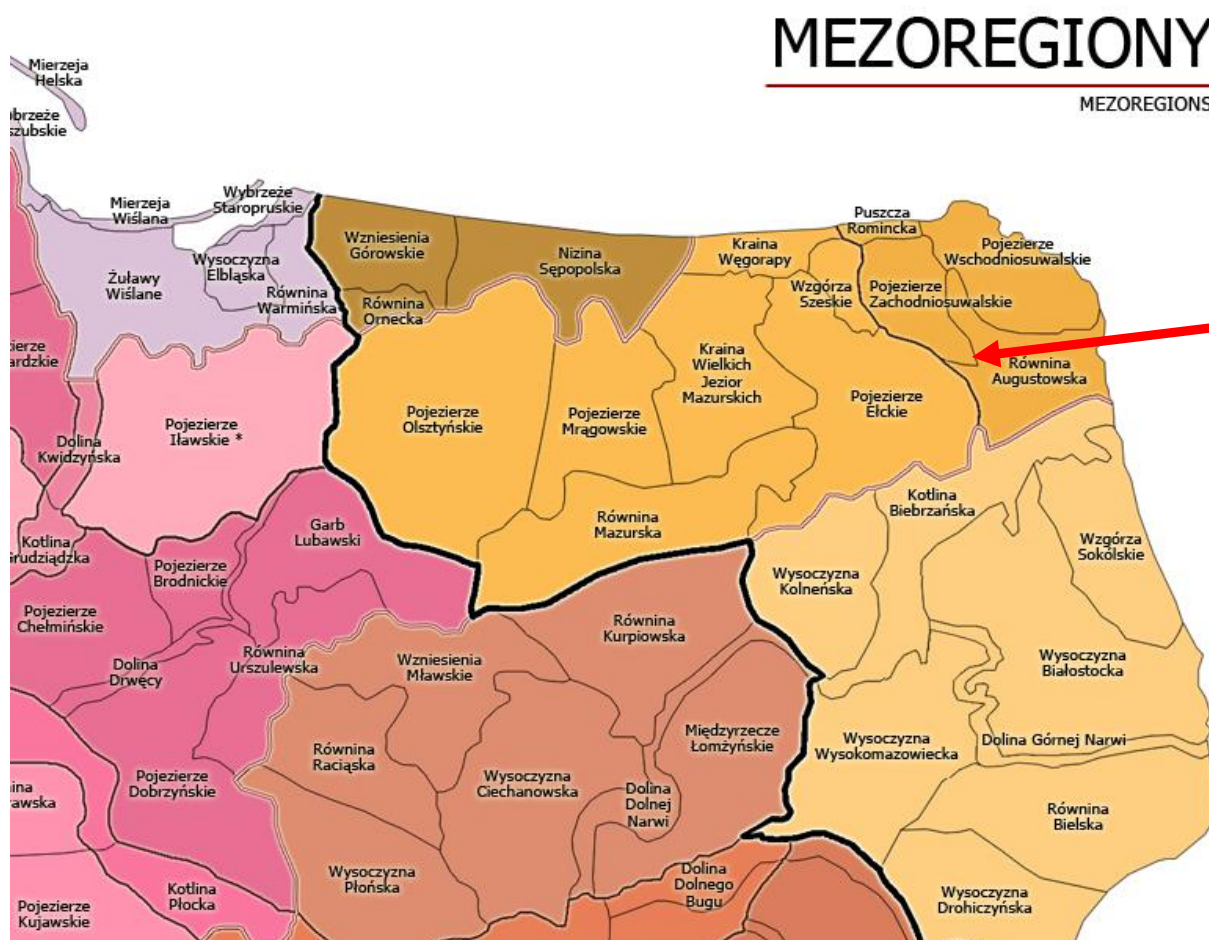 MEZOREGIONY
MEZOREGIONS
Mierzeja
Helska
Mierzeja
Wiślana
Wybrzeże
Staropruskie
Wysoczyzna
Elbląska
Żuławy
Wiślane
Równina
Warmińska
Wzniesienia
Górowskie
Równina
Ornecka
Nizina
Sępopolska
Kraina
Węgorapy
Puszcza
Romincka
Pojezierze
Wschodniosuwalskie
Wzgórza
Szeskie
Pojezierze
Zachodniosuwalskie
Równina
Augustowska
Kraina
Wielkich
Jezior
Mazurskich
Pojezierze
Ełckie
Pojezierze
Olsztyńskie
Pojezierze
Mrągowskie
Pojezierze
Iławskie *
Dolina
Kwidzyńska
Równina
Mazurska
Kotlina
Biebrzańska
Wzgórza
Sokólskie
Garb
Lubawski
Kotlina
Pojezierze
Brodnickie
Pojezierze
Chełmińskie
Wysoczyzna
Kolneńska
Równina
Kurpiowska
Dolina
Drwęcy
Równina
Urszulewska
Wzniesienia
Mławskie
Wysoczyzna
Białostocka
Międzyrzecze
Łomżyńskie
Wysoczyzna
Wysokomazowiecka
Dolina Górnej Narwi
Równina
Raciąska
Wysoczyzna
Ciechanowska
Dolina
Dolnej
Narwi
Pojezierze
Dobrzyńskie
Równina
Bielska
Wysoczyzna
Płońska
Kotlina
Płocka
Dolina
Dolnego
Bugu
Wysoczyzna
Drohiczyńska
Pojezierze
Kujawskie